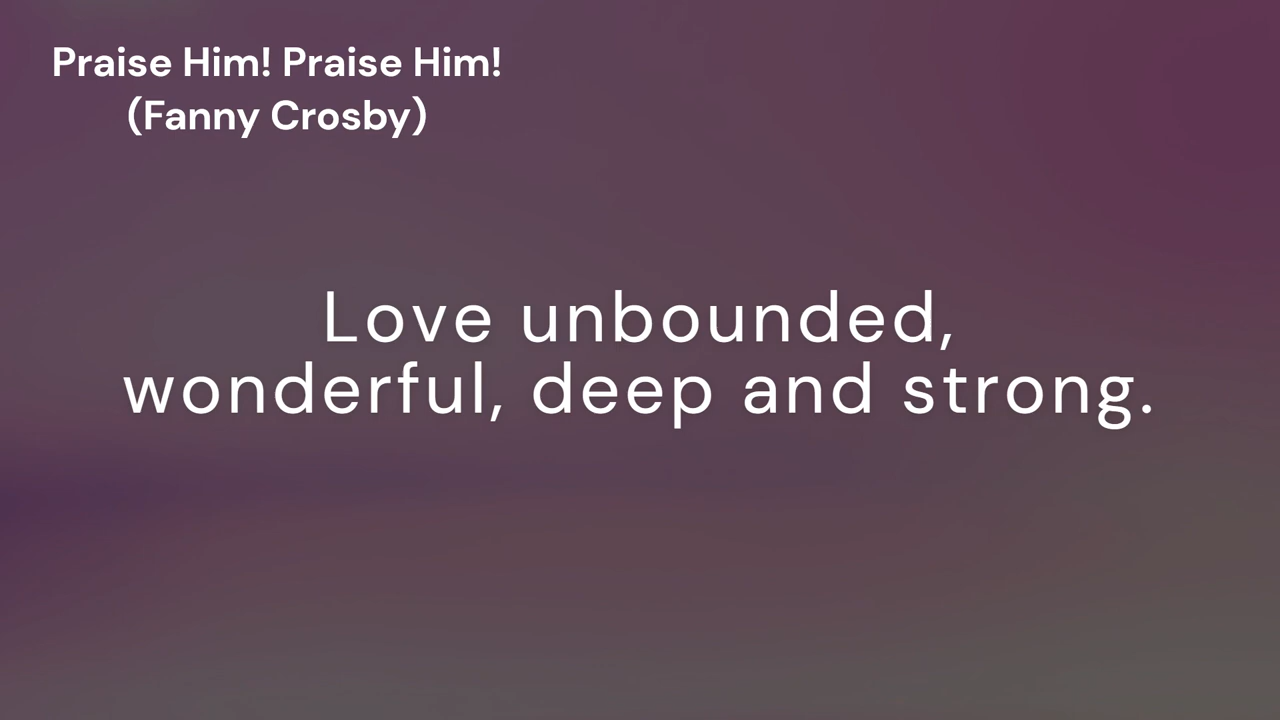 Praise Him! Praise Him!
(Fanny Crosby)
Love unbounded,
wonderful, deep and strong.